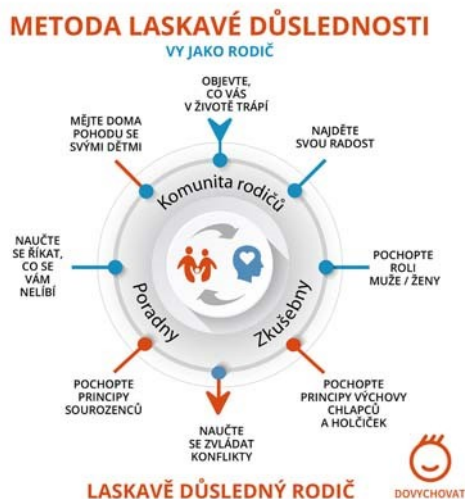 METODA LASKAVÉ DŮSLEDNOSTI
VY JAKO RODIČ
OBJEVTE,
CO VÁS
V ŽIVOTĚ TRÁPÍ
MĚJTE DOMA
POHODU SE
SVÝMI DĚTMI
NAJDĚTE
SVOU RADOST
Komunita rodičů
NAUČTE
SE ŘÍKAT,
CO SE
VÁM
NELÍBÍ
POCHOPTE
ROLI
MUŽE / ŽENY
Poradny
Zkušebny
POCHOPTE
PRINCIPY
SOUROZENCŮ
NAUČTE
SE ZVLÁDAT
KONFLIKTY
POCHOPTE
PRINCIPY VÝCHOVY
CHLAPCŮ
A HOLČIČEK
LASKAVĚ DŮSLEDNÝ RODIČ
DOVYCHOVAT